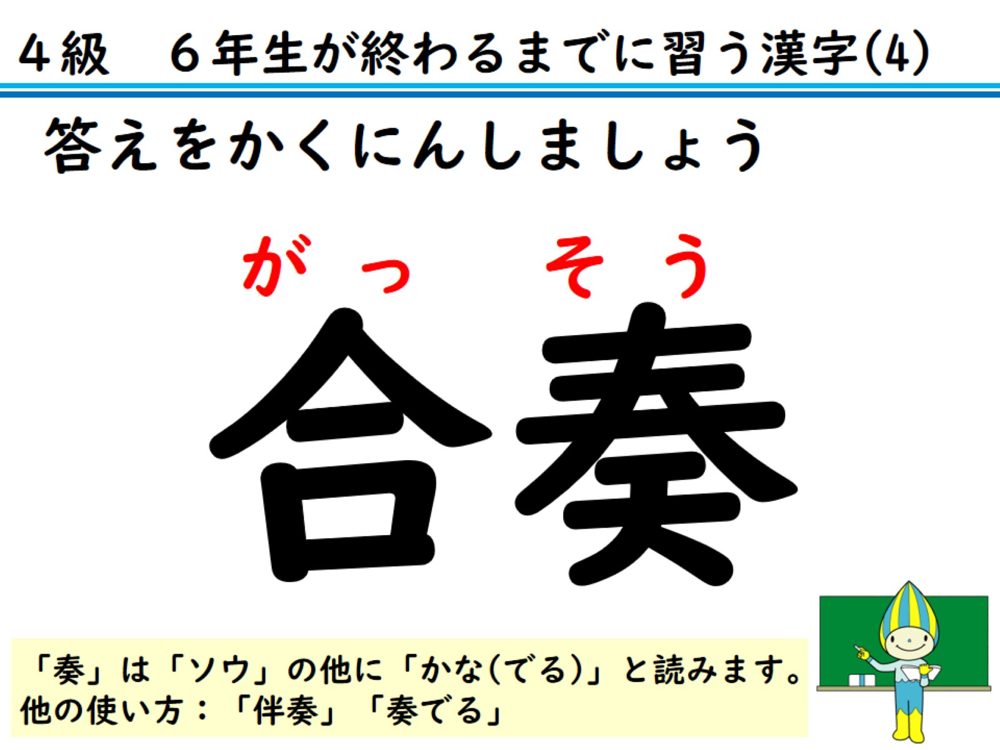 ４級　６年生が終わるまでに習う漢字(4)
答えをかくにんしましょう
がっ　そう
合奏
「奏」は「ソウ」の他に「かな(でる)」と読みます。
他の使い方：「伴奏」「奏でる」